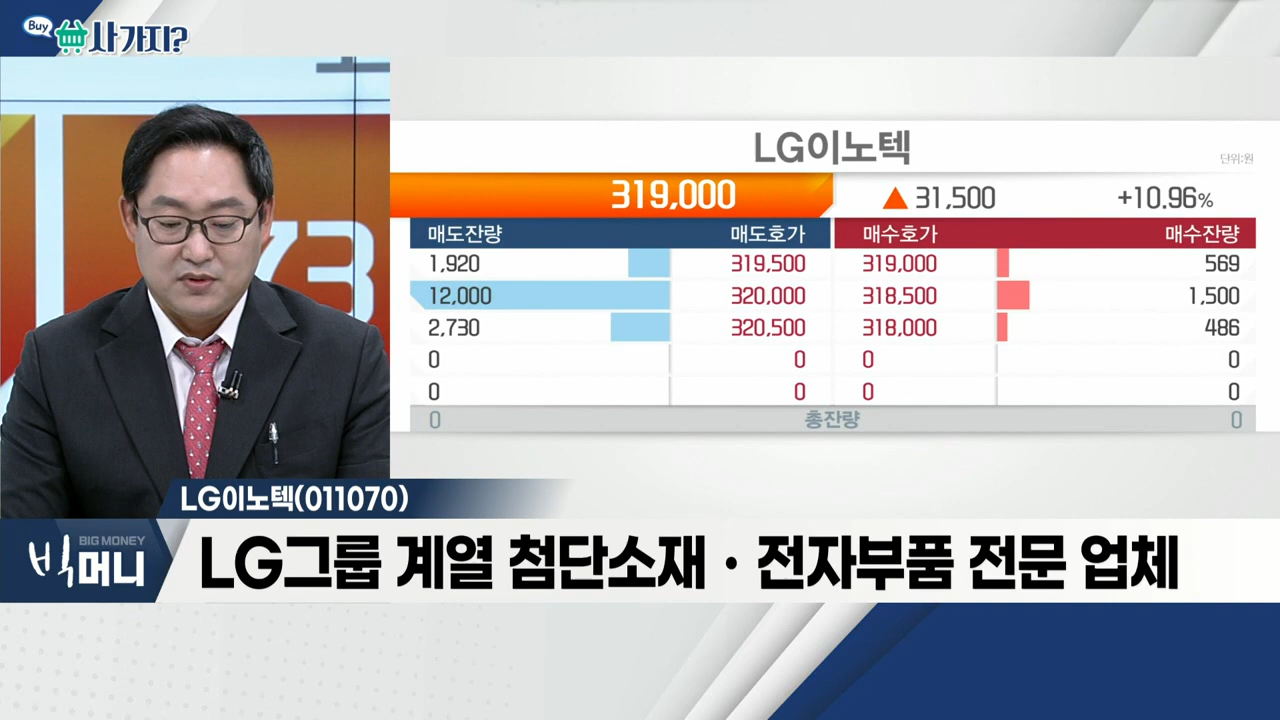 Buy 사가지?
73
LG이노텍
단위:원
319,000 ▲ 31,500 +10.96%
매도잔량 매도호가 매수호가 매수잔량
1,920 319,500 319,000 569
12,000 320,000 318,500 1,500
2,730 320,500 318,000 486
0 0 0 0
0 0 0 0
0 총잔량 0
LG이노텍(011070)
BIG MONEY
빅머니
LG그룹 계열 첨단소재 · 전자부품 전문 업체